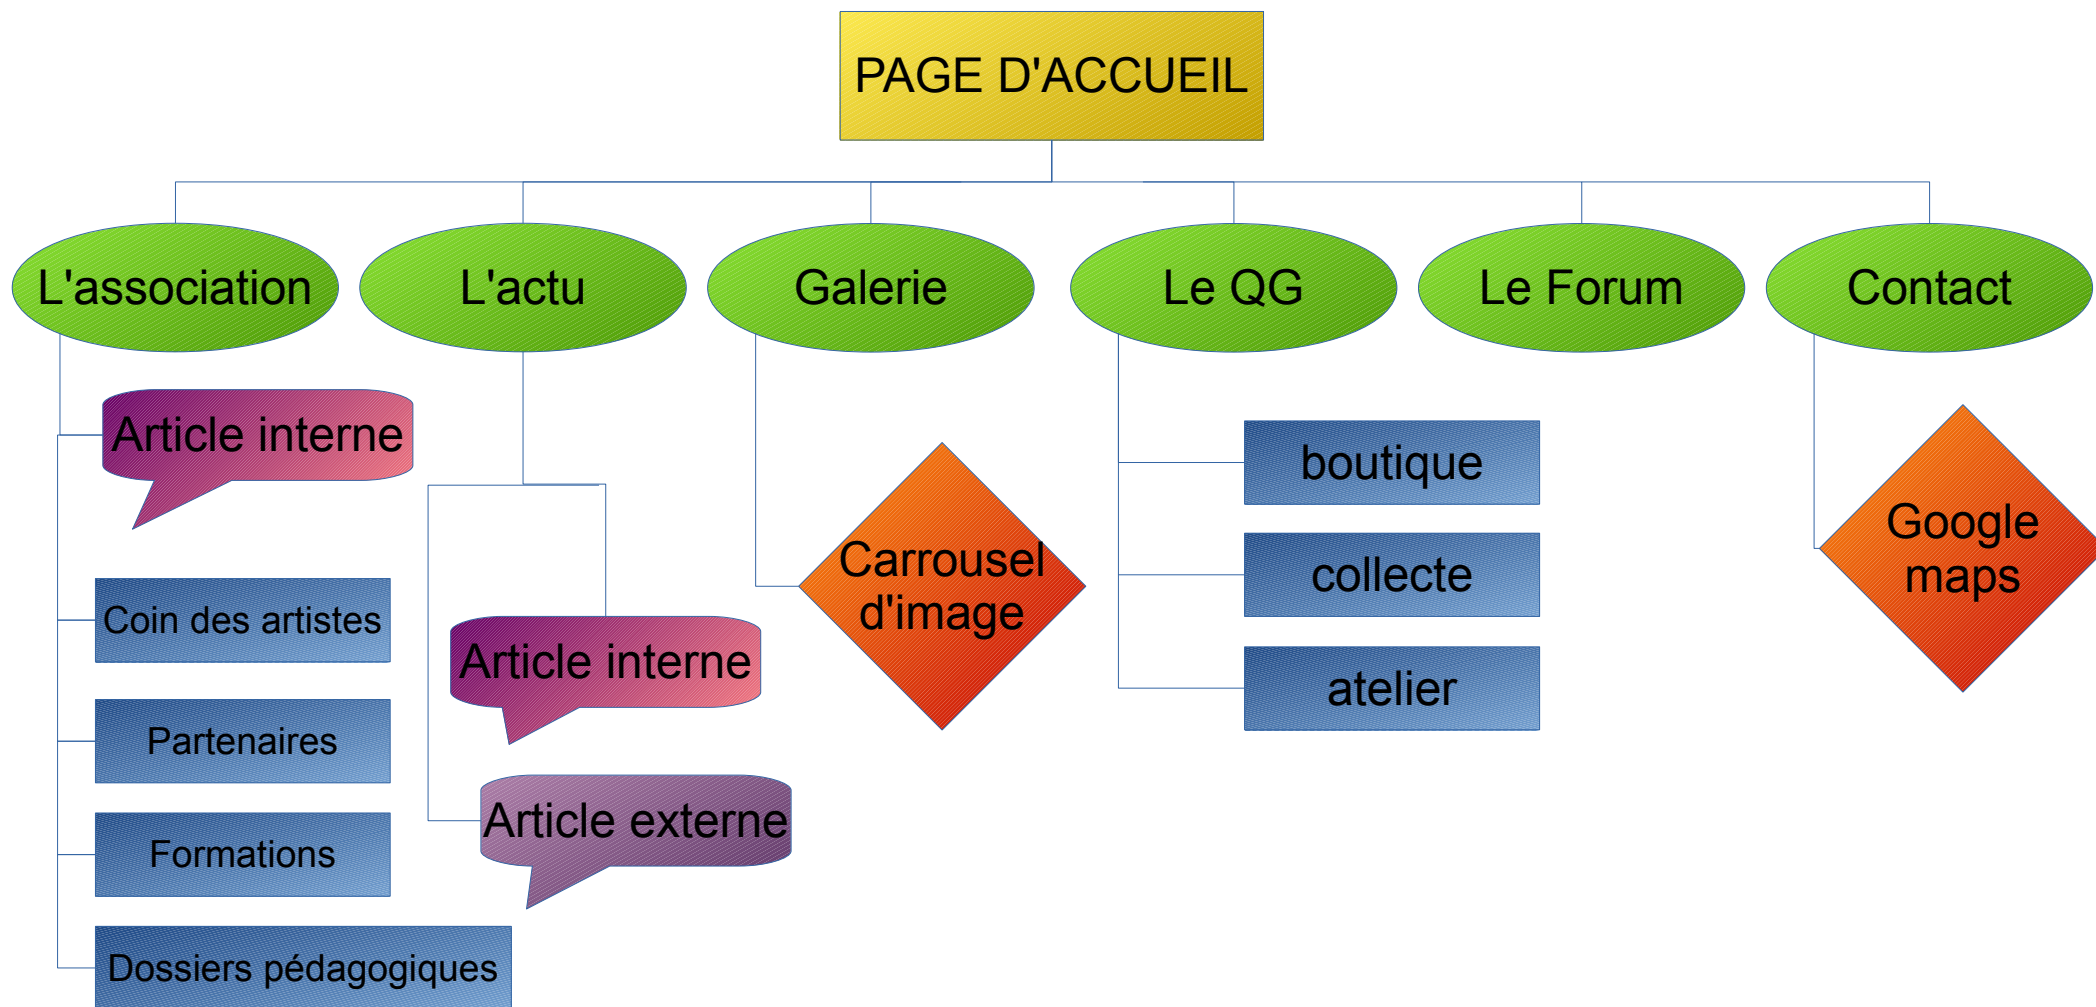 PAGE D'ACCUEIL
L'association
L'actu
Galerie
Le QG
Le Forum
Contact
Article interne
Coin des artistes
Partenaires
Formations
Dossiers pédagogiques
Article interne
Article externe
Carrousel
d'image
boutique
collecte
atelier
Google
maps